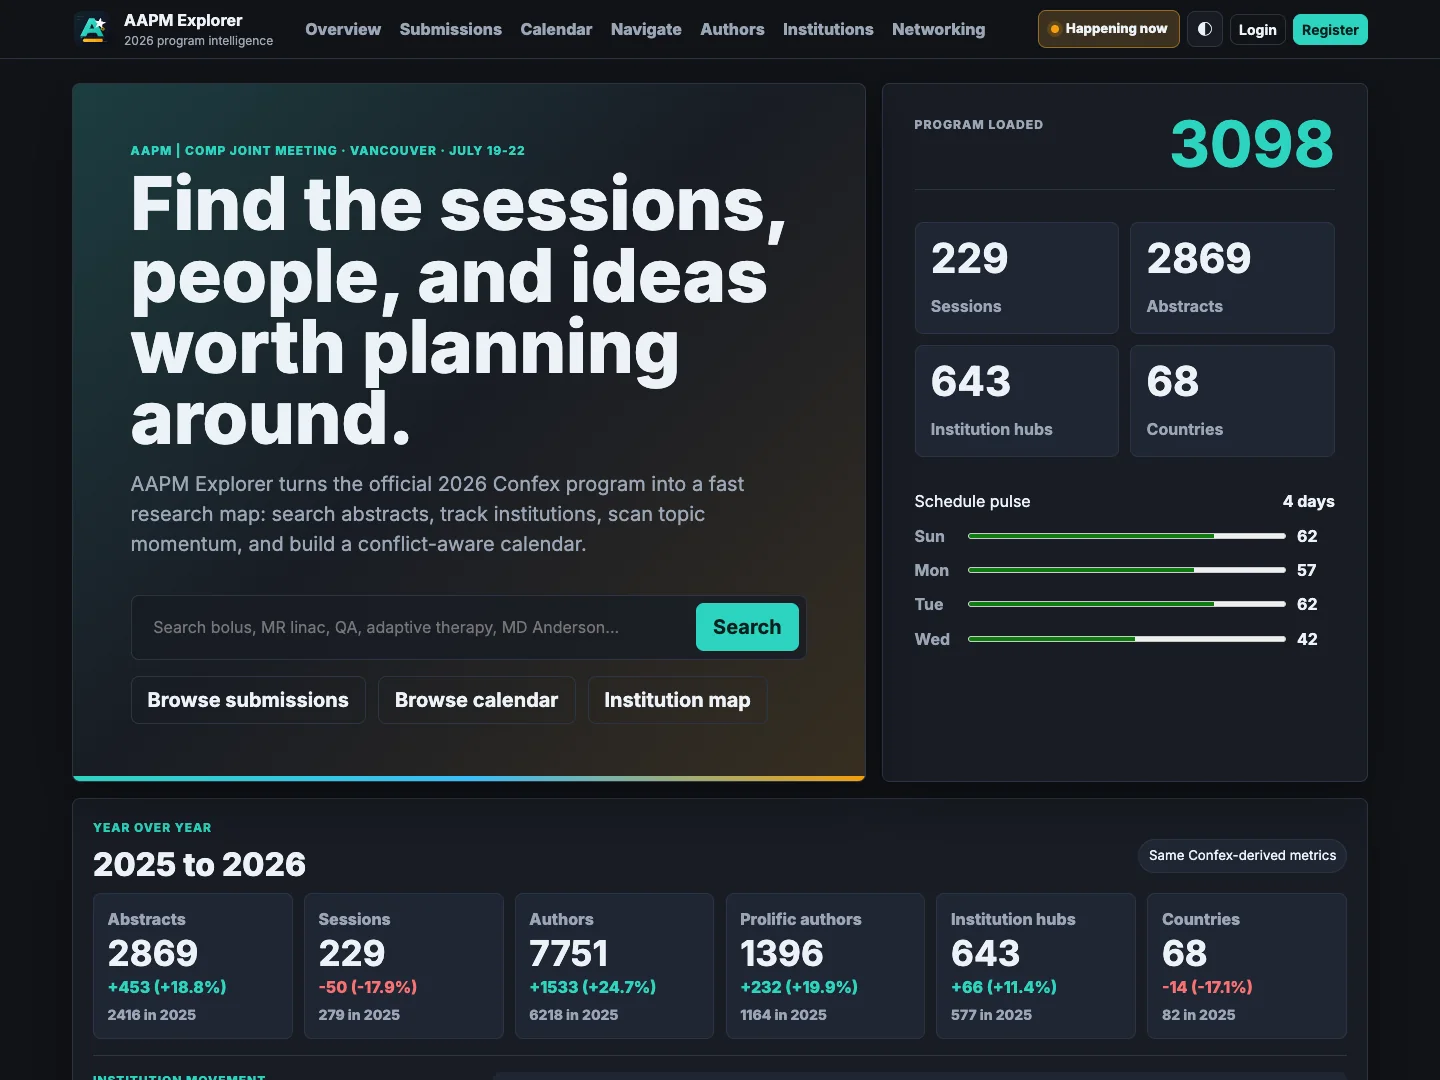 AAPM Explorer
2026 program intelligence
Overview Submissions Calendar Navigate Authors Institutions Networking
Happening now
Login
Register
AAPM | COMP JOINT MEETING · VANCOUVER · JULY 19-22
Find the sessions,
people, and ideas
worth planning
around.
AAPM Explorer turns the official 2026 Confex program into a fast
research map: search abstracts, track institutions, scan topic
momentum, and build a conflict-aware calendar.
Search bolus, MR linac, QA, adaptive therapy, MD Anderson...
Search
Browse submissions
Browse calendar
Institution map
PROGRAM LOADED
3098
229
Sessions
2869
Abstracts
643
Institution hubs
68
Countries
Schedule pulse
4 days
Sun 62
Mon 57
Tue 62
Wed 42
YEAR OVER YEAR
2025 to 2026
Same Confex-derived metrics
Abstracts
2869
+453 (+18.8%)
2416 in 2025
Sessions
229
-50 (-17.9%)
279 in 2025
Authors
7751
+1533 (+24.7%)
6218 in 2025
Prolific authors
1396
+232 (+19.9%)
1164 in 2025
Institution hubs
643
+66 (+11.4%)
577 in 2025
Countries
68
-14 (-17.1%)
82 in 2025
INSTITUTION MOVEMENT